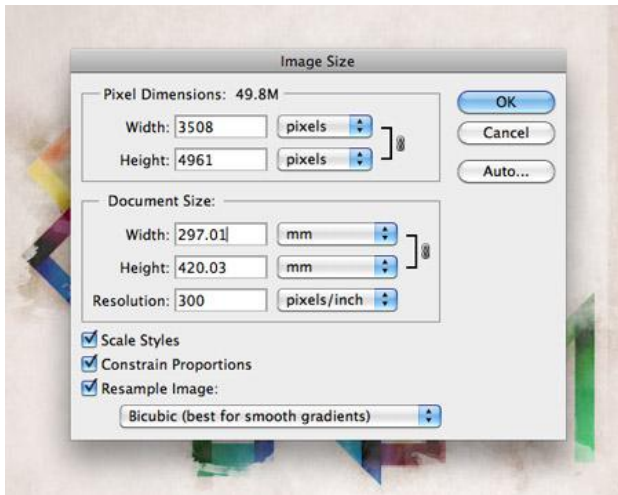 Image Size
Pixel Dimensions: 49.8M
Width: 3508 pixels
Height: 4961 pixels
OK
Cancel
Auto...
Document Size:
Width: 297.01 mm
Height: 420.03 mm
Resolution: 300 pixels/inch
Scale Styles
Constrain Proportions
Resample Image:
Bicubic (best for smooth gradients)